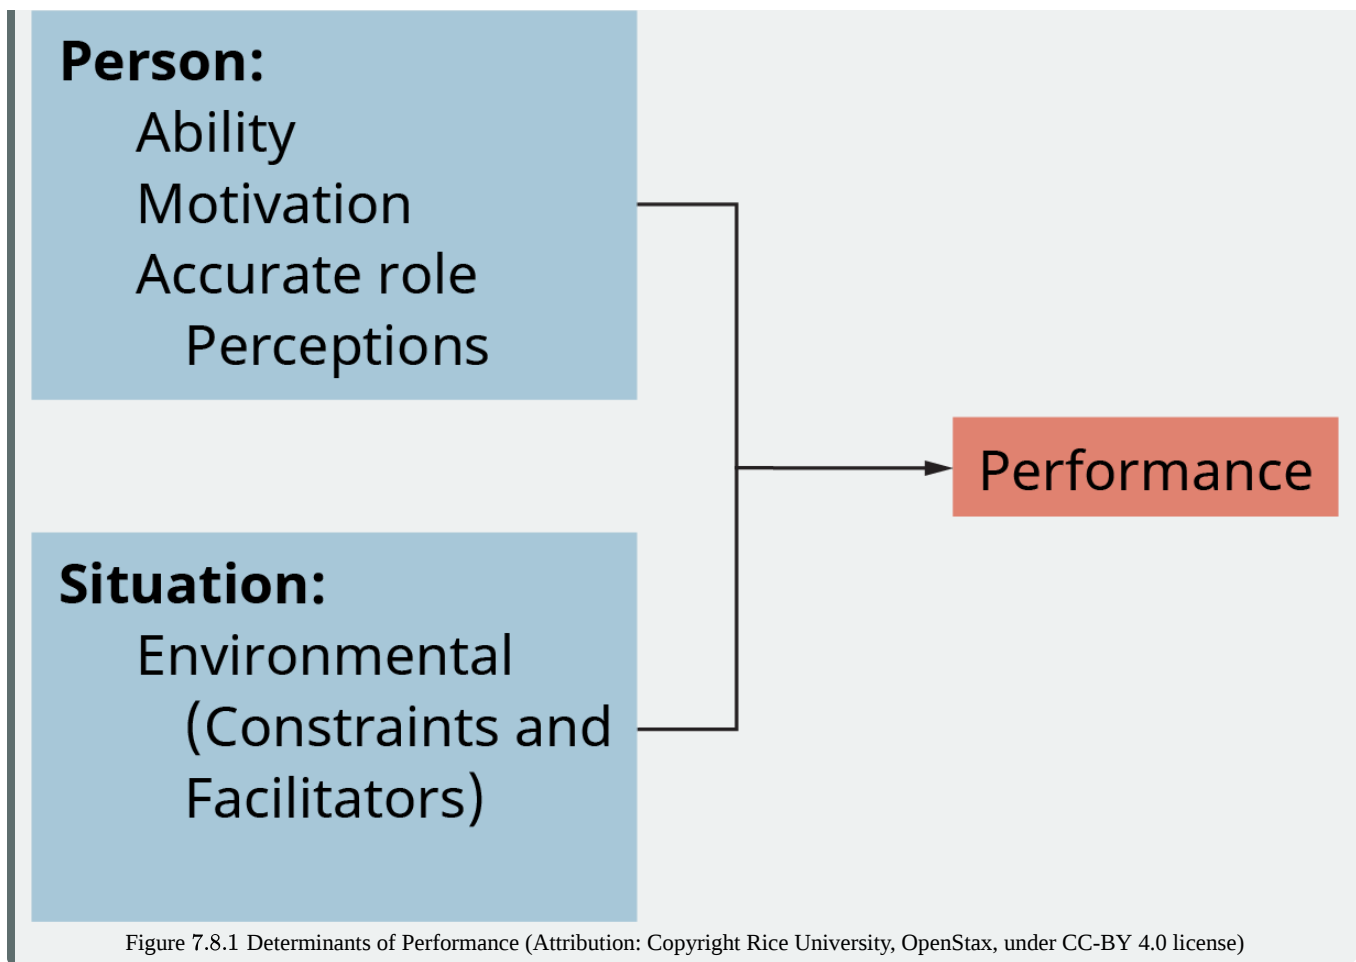 Person:
Ability
Motivation
Accurate role
Perceptions
Situation:
Environmental
(Constraints and
Facilitators)
Performance
Figure 7.8.1 Determinants of Performance (Attribution: Copyright Rice University, OpenStax, under CC-BY 4.0 license)